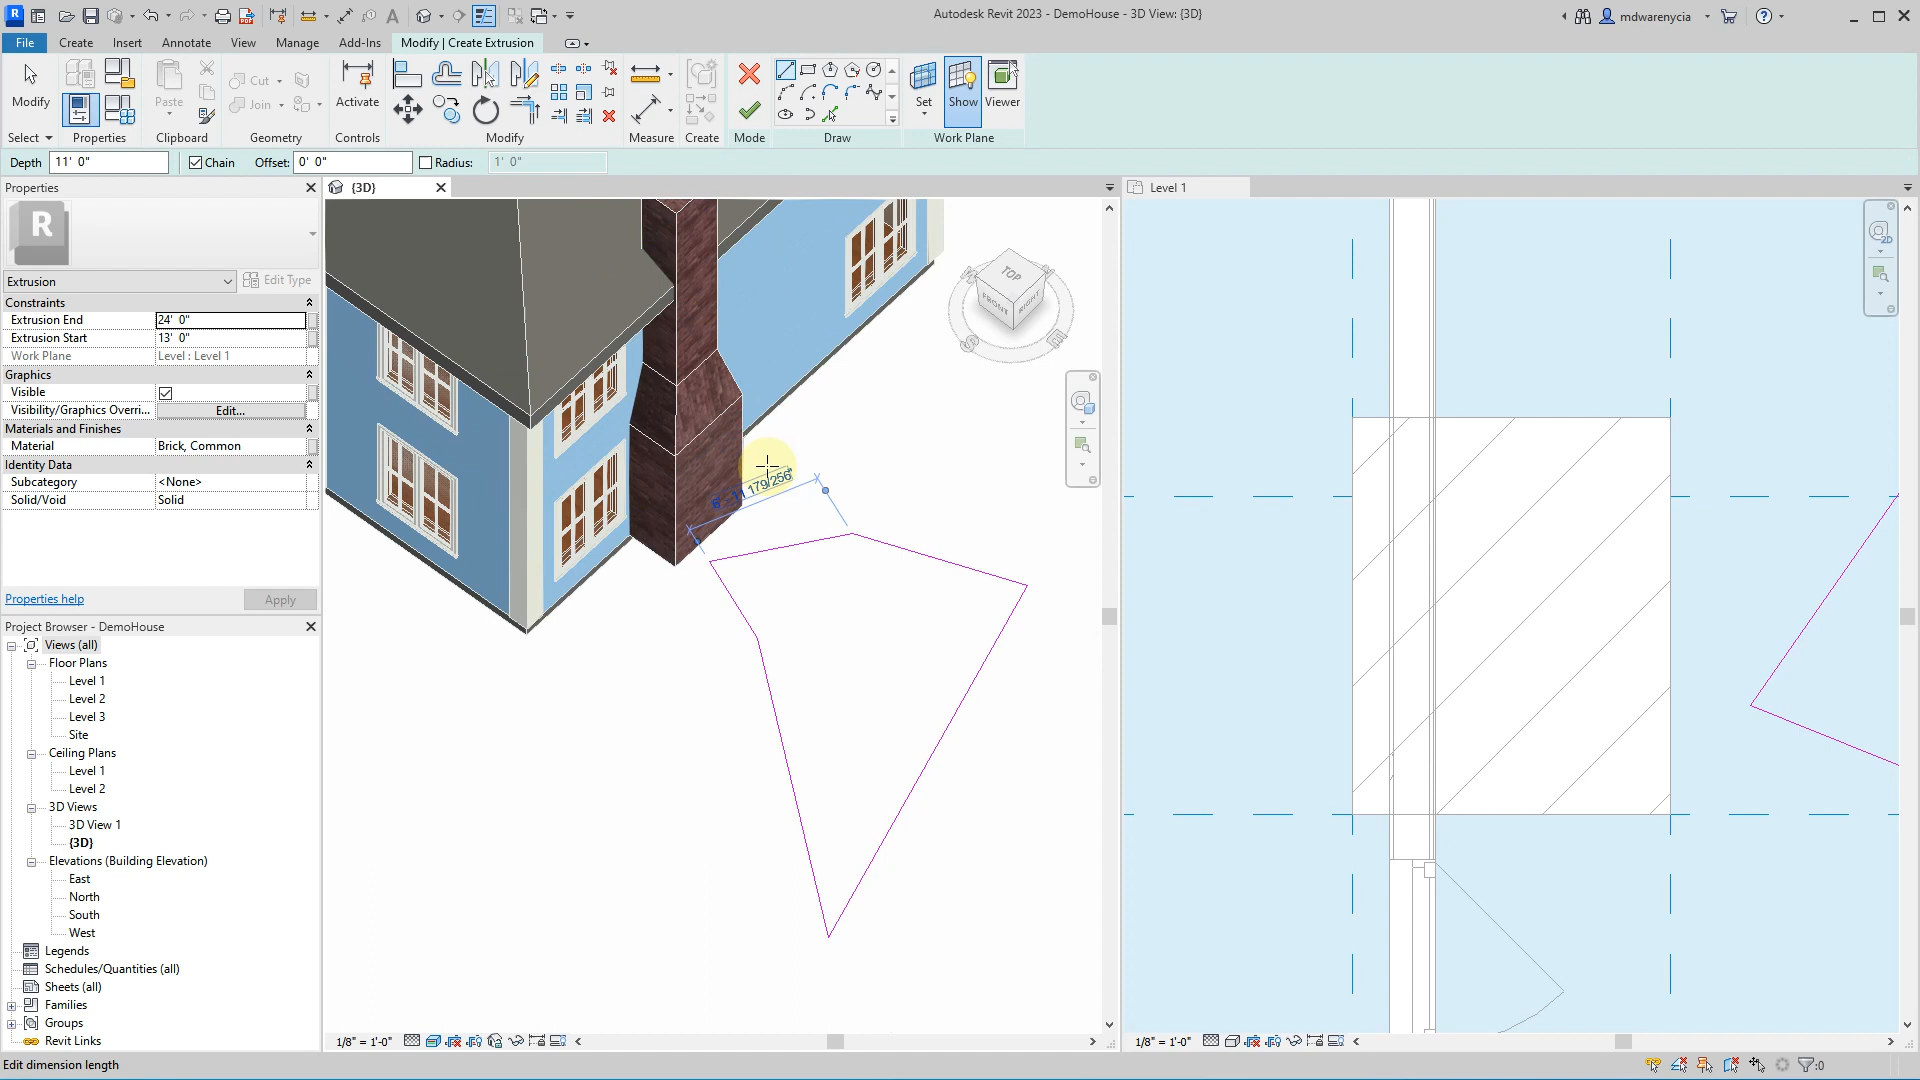 Autodesk Revit 2023 - DemoHouse - 3D View: {3D}
mdwarenycia
File
Create
Insert
Annotate
View
Manage
Add-Ins
Modify | Create Extrusion
Modify
Paste
Cut
Join
Activate
Set
Show
Viewer
Select
Properties
Clipboard
Geometry
Controls
Modify
Measure
Create
Mode
Draw
Work Plane
Depth
11' 0"
Chain
Offset:
0' 0"
Radius:
1' 0"
Properties
{3D}
Level 1
R
Extrusion
Edit Type
Constraints
Extrusion End
24' 0"
Extrusion Start
13' 0"
Work Plane
Level : Level 1
Graphics
Visible
Visibility/Graphics Overri...
Edit...
Materials and Finishes
Material
Brick, Common
Identity Data
Subcategory
<None>
Solid/Void
Solid
Properties help
Apply
Project Browser - DemoHouse
Views (all)
Floor Plans
Level 1
Level 2
Level 3
Site
Ceiling Plans
Level 1
Level 2
3D Views
3D View 1
{3D}
Elevations (Building Elevation)
East
North
South
West
Legends
Schedules/Quantities (all)
Sheets (all)
Families
Groups
Revit Links
TOP
FRONT
RIGHT
S
E
2D
1/8" = 1'-0"
1/8" = 1'-0"
Edit dimension length
:0